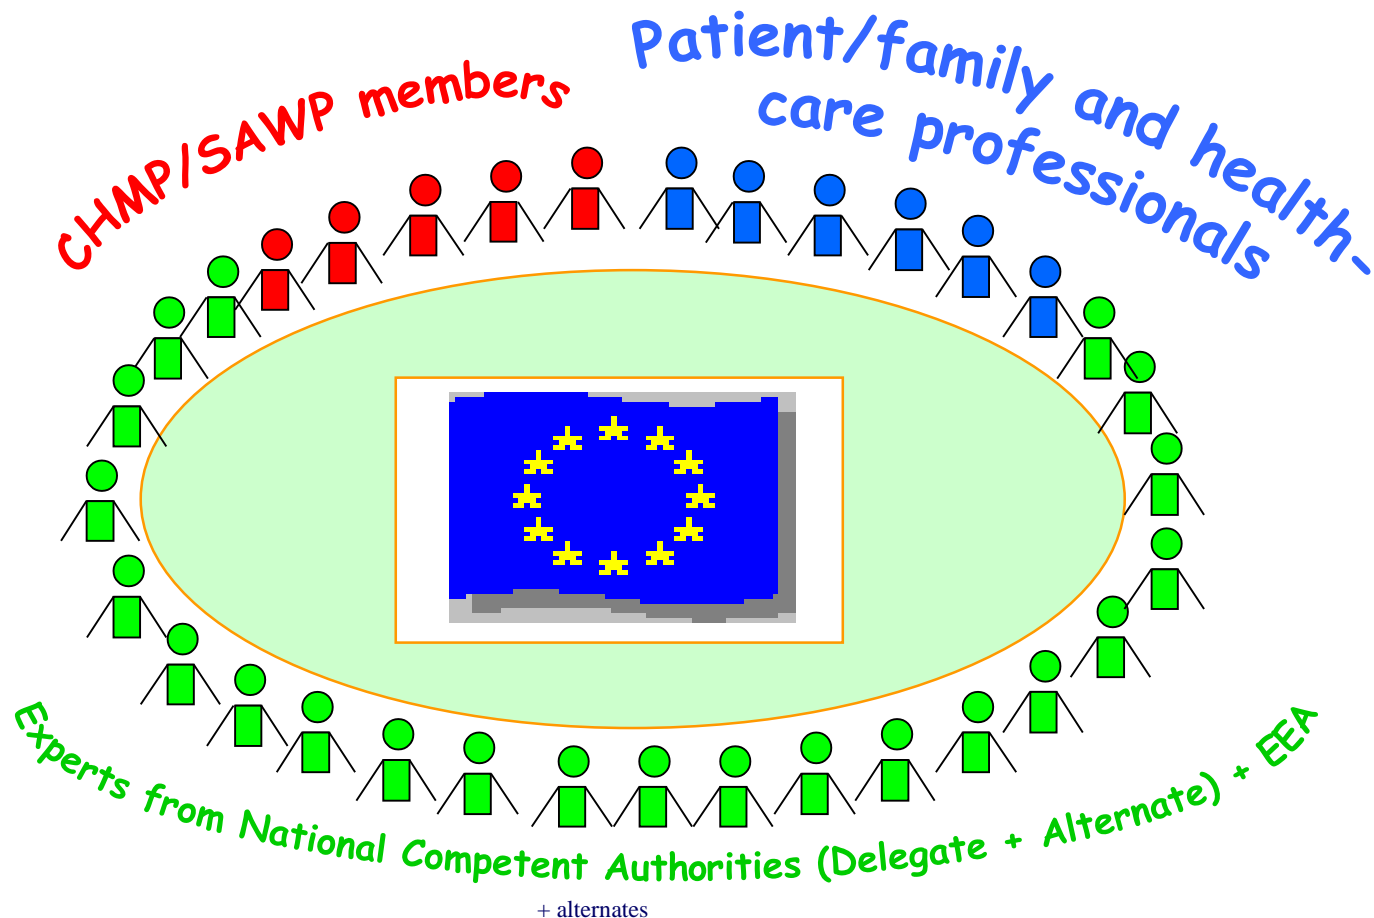 CHMP/SAWP members
Patient/family and health-
care professionals
Experts from National Competent Authorities (Delegate + Alternate) + EEA
+ alternates